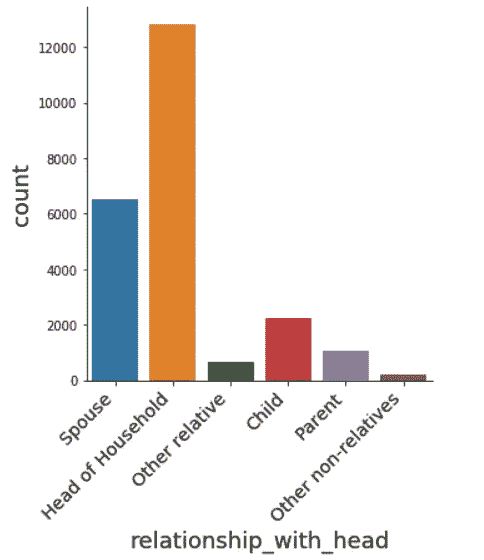 12000
10000
8000
6000
4000
2000
0
count
Spouse
Head of Household
Other relative
Child
Parent
Other non-relatives
relationship_with_head